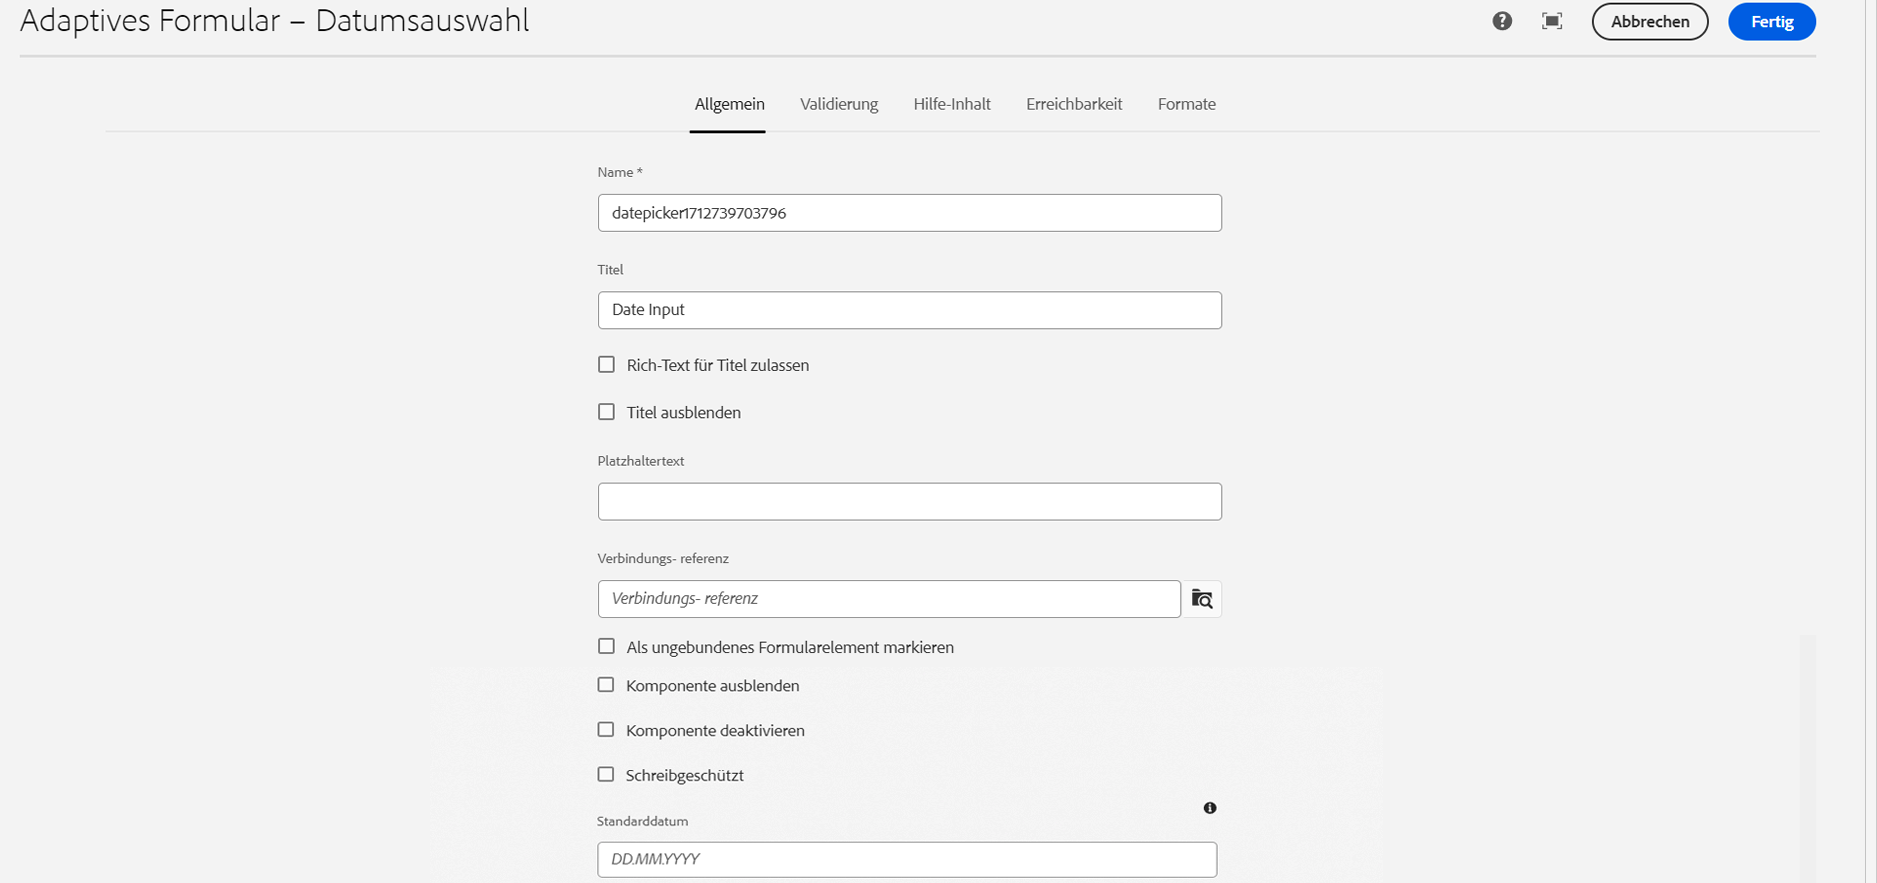 Adaptives Formular – Datumsauswahl
Abbrechen
Fertig
Allgemein Validierung Hilfe-Inhalt Erreichbarkeit Formate
Name *
datepicker1712739703796
Titel
Date Input
Rich-Text für Titel zulassen
Titel ausblenden
Platzhaltertext
Verbindungs- referenz
Verbindungs- referenz
Als ungebundenes Formularelement markieren
Komponente ausblenden
Komponente deaktivieren
Schreibgeschützt
Standarddatum
DD.MM.YYYY